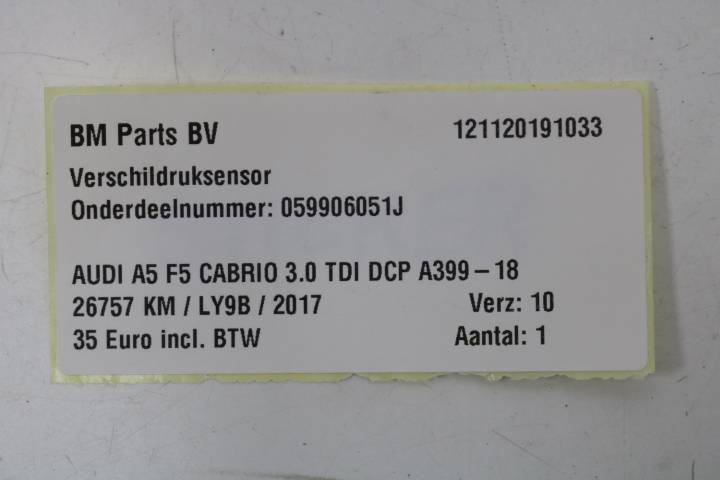 BM Parts BV 121120191033
Verschildruksensor
Onderdeelnummer: 059906051J
AUDI A5 F5 CABRIO 3.0 TDI DCP A399-18
26757 KM / LY9B / 2017 Verz: 10
35 Euro incl. BTW Aantal: 1